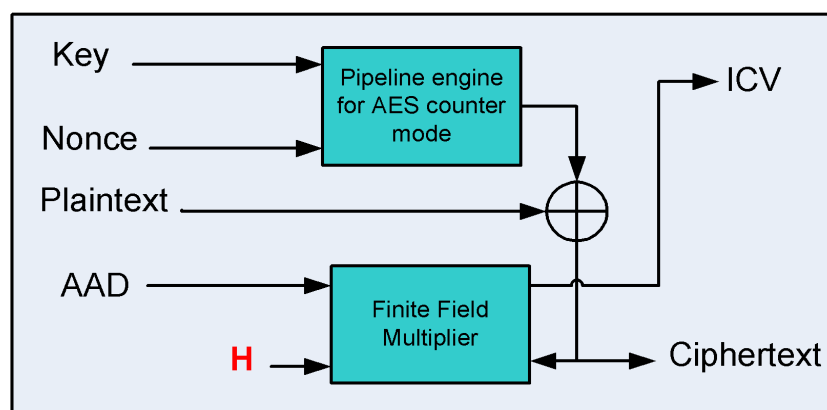 Key
Pipeline engine
for AES counter
mode
ICV
Nonce
Plaintext
AAD
Finite Field
Multiplier
H
Ciphertext